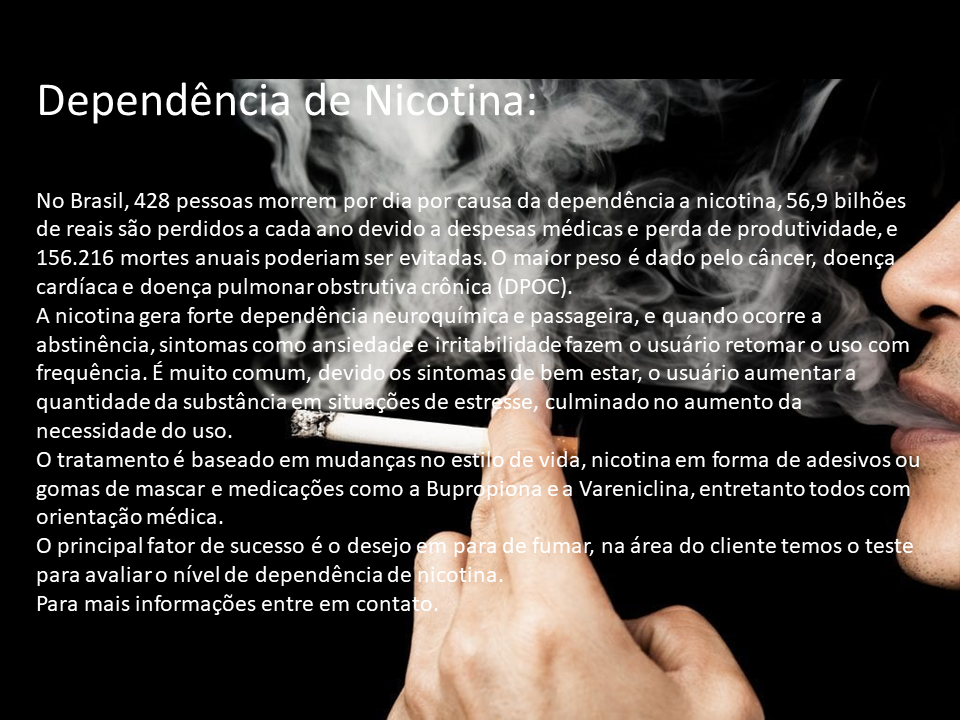 Dependência de Nicotina:
No Brasil, 428 pessoas morrem por dia por causa da dependência a nicotina, 56,9 bilhões
de reais são perdidos a cada ano devido a despesas médicas e perda de produtividade, e
156.216 mortes anuais poderiam ser evitadas. O maior peso é dado pelo câncer, doença
cardíaca e doença pulmonar obstrutiva crônica (DPOC).
A nicotina gera forte dependência neuroquímica e passageira, e quando ocorre a
abstinência, sintomas como ansiedade e irritabilidade fazem o usuário retomar o uso com
frequência. É muito comum, devido os sintomas de bem estar, o usuário aumentar a
quantidade da substância em situações de estresse, culminado no aumento da
necessidade do uso.
O tratamento é baseado em mudanças no estilo de vida, nicotina em forma de adesivos ou
gomas de mascar e medicações como a Bupropiona e a Vareniclina, entretanto todos com
orientação médica.
O principal fator de sucesso é o desejo em para de fumar, na área do cliente temos o teste
para avaliar o nível de dependência de nicotina.
Para mais informações entre em contato.